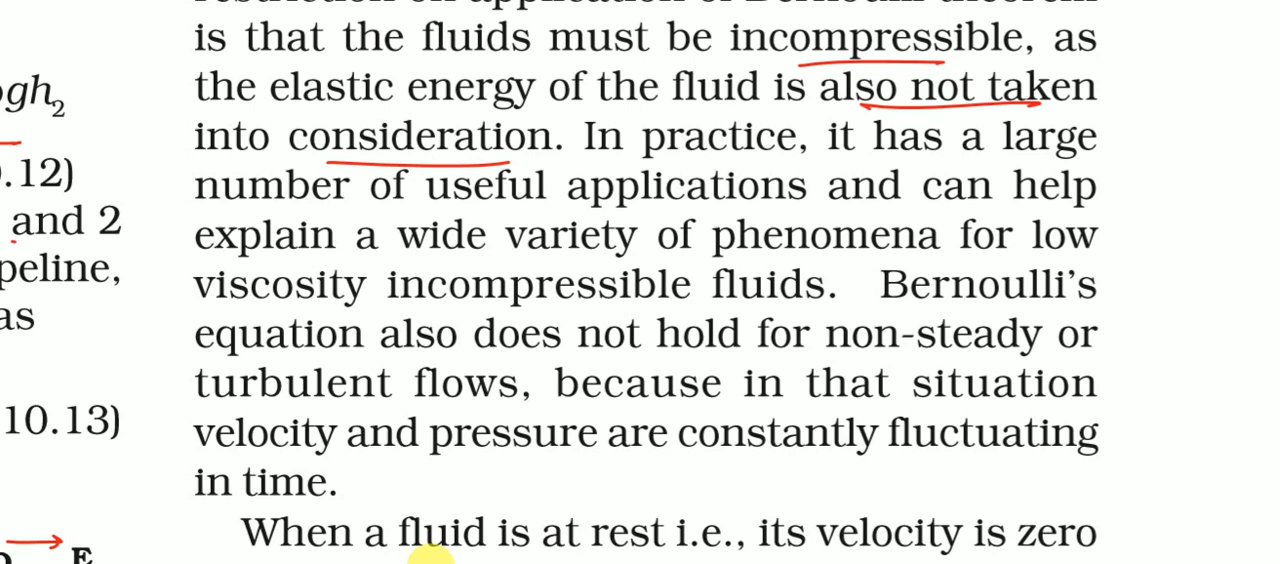 is that the fluids must be incompressible, as
the elastic energy of the fluid is also not taken
into consideration. In practice, it has a large
number of useful applications and can help
explain a wide variety of phenomena for low
viscosity incompressible fluids. Bernoulli's
equation also does not hold for non-steady or
turbulent flows, because in that situation
velocity and pressure are constantly fluctuating
in time.
When a fluid is at rest i.e., its velocity is zero
gh₂
.12)
and 2
peline,
as
10.13)
E